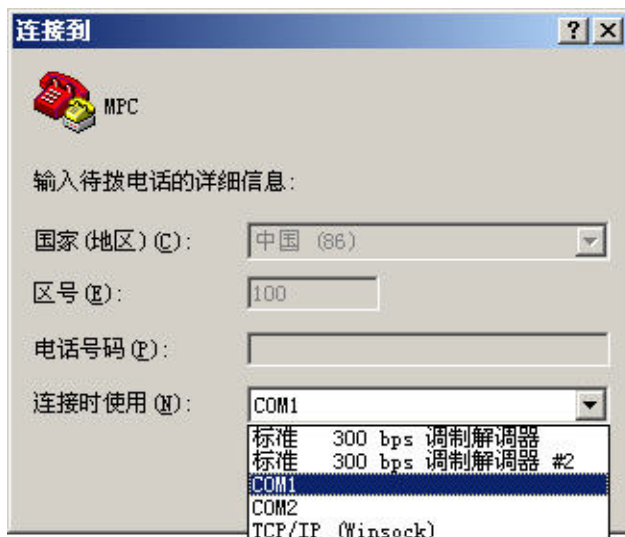 连接到
MPC
输入待拨电话的详细信息:
国家(地区)(C): 中国 (86)
区号(E): 100
电话号码(P):
连接时使用(N): COM1
标准 300 bps 调制解调器
标准 300 bps 调制解调器 #2
COM1
COM2
TCP/IP (Winsock)